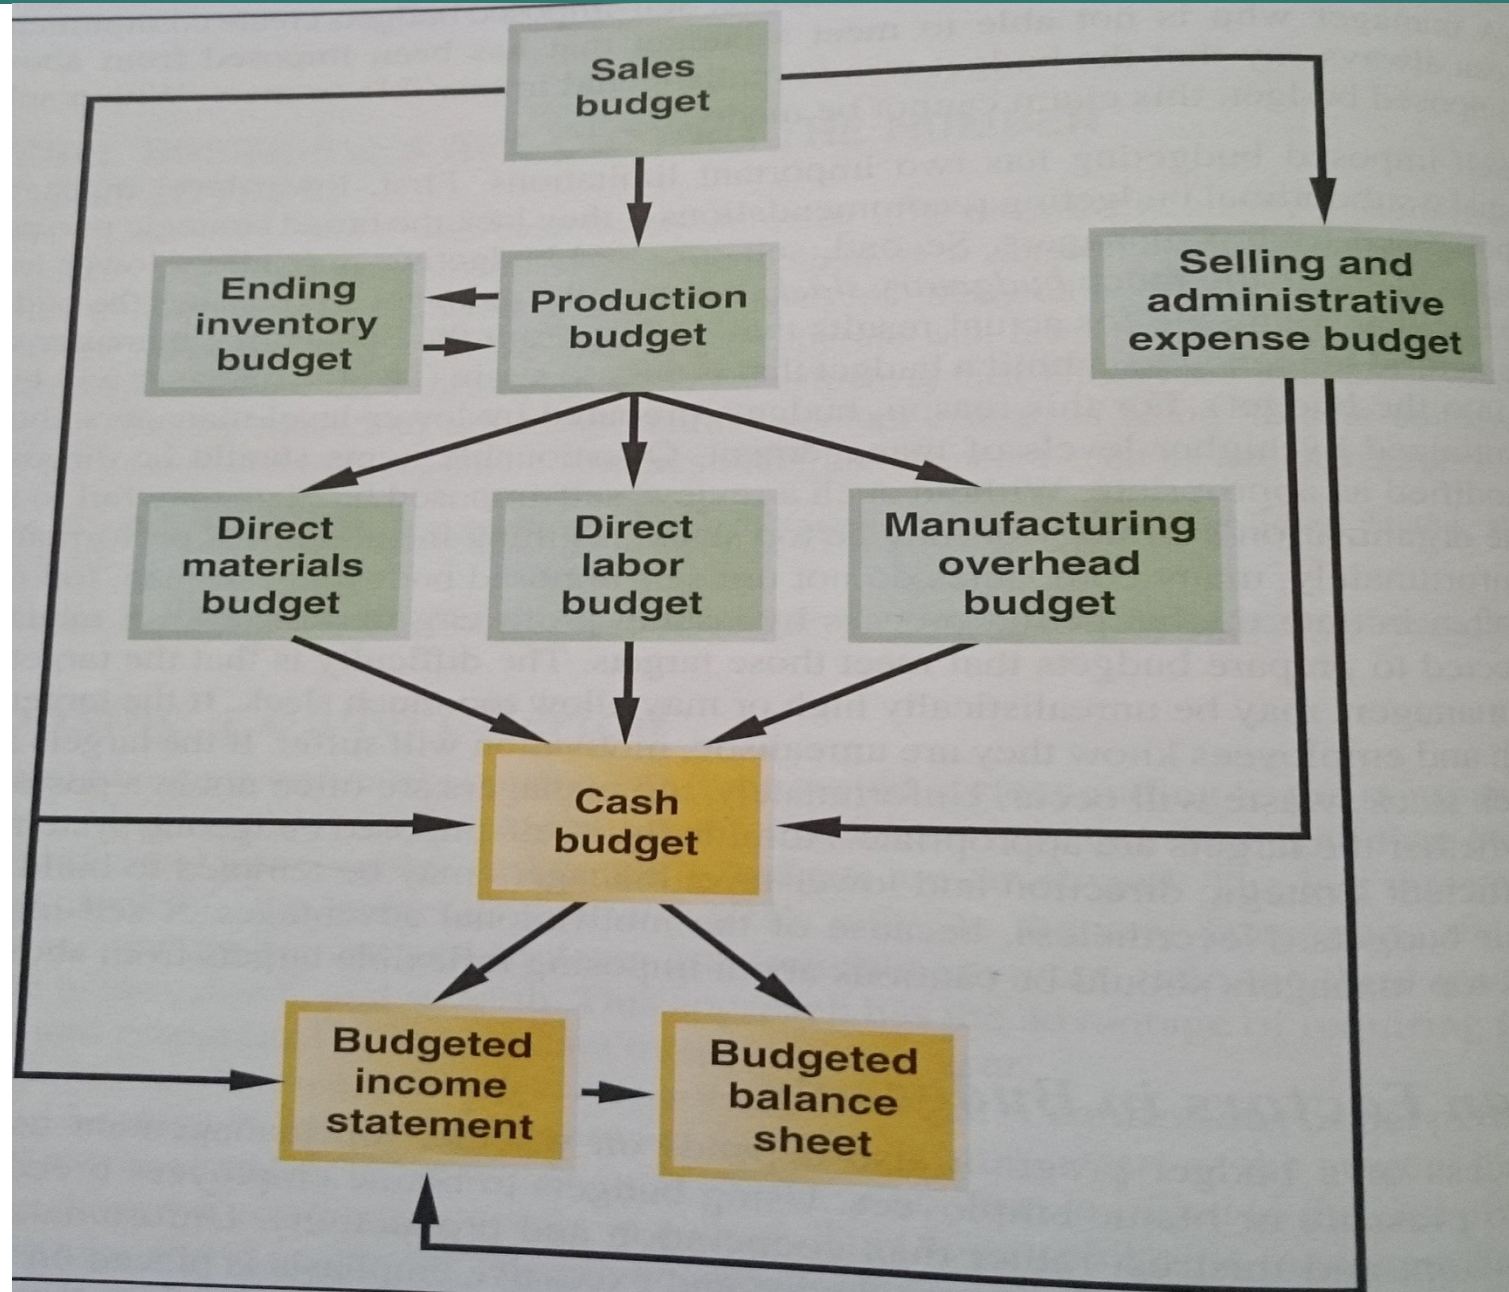 Sales
budget
Ending
inventory
budget
Production
budget
Selling and
administrative
expense budget
Direct
materials
budget
Direct
labor
budget
Manufacturing
overhead
budget
Cash
budget
Budgeted
income
statement
Budgeted
balance
sheet